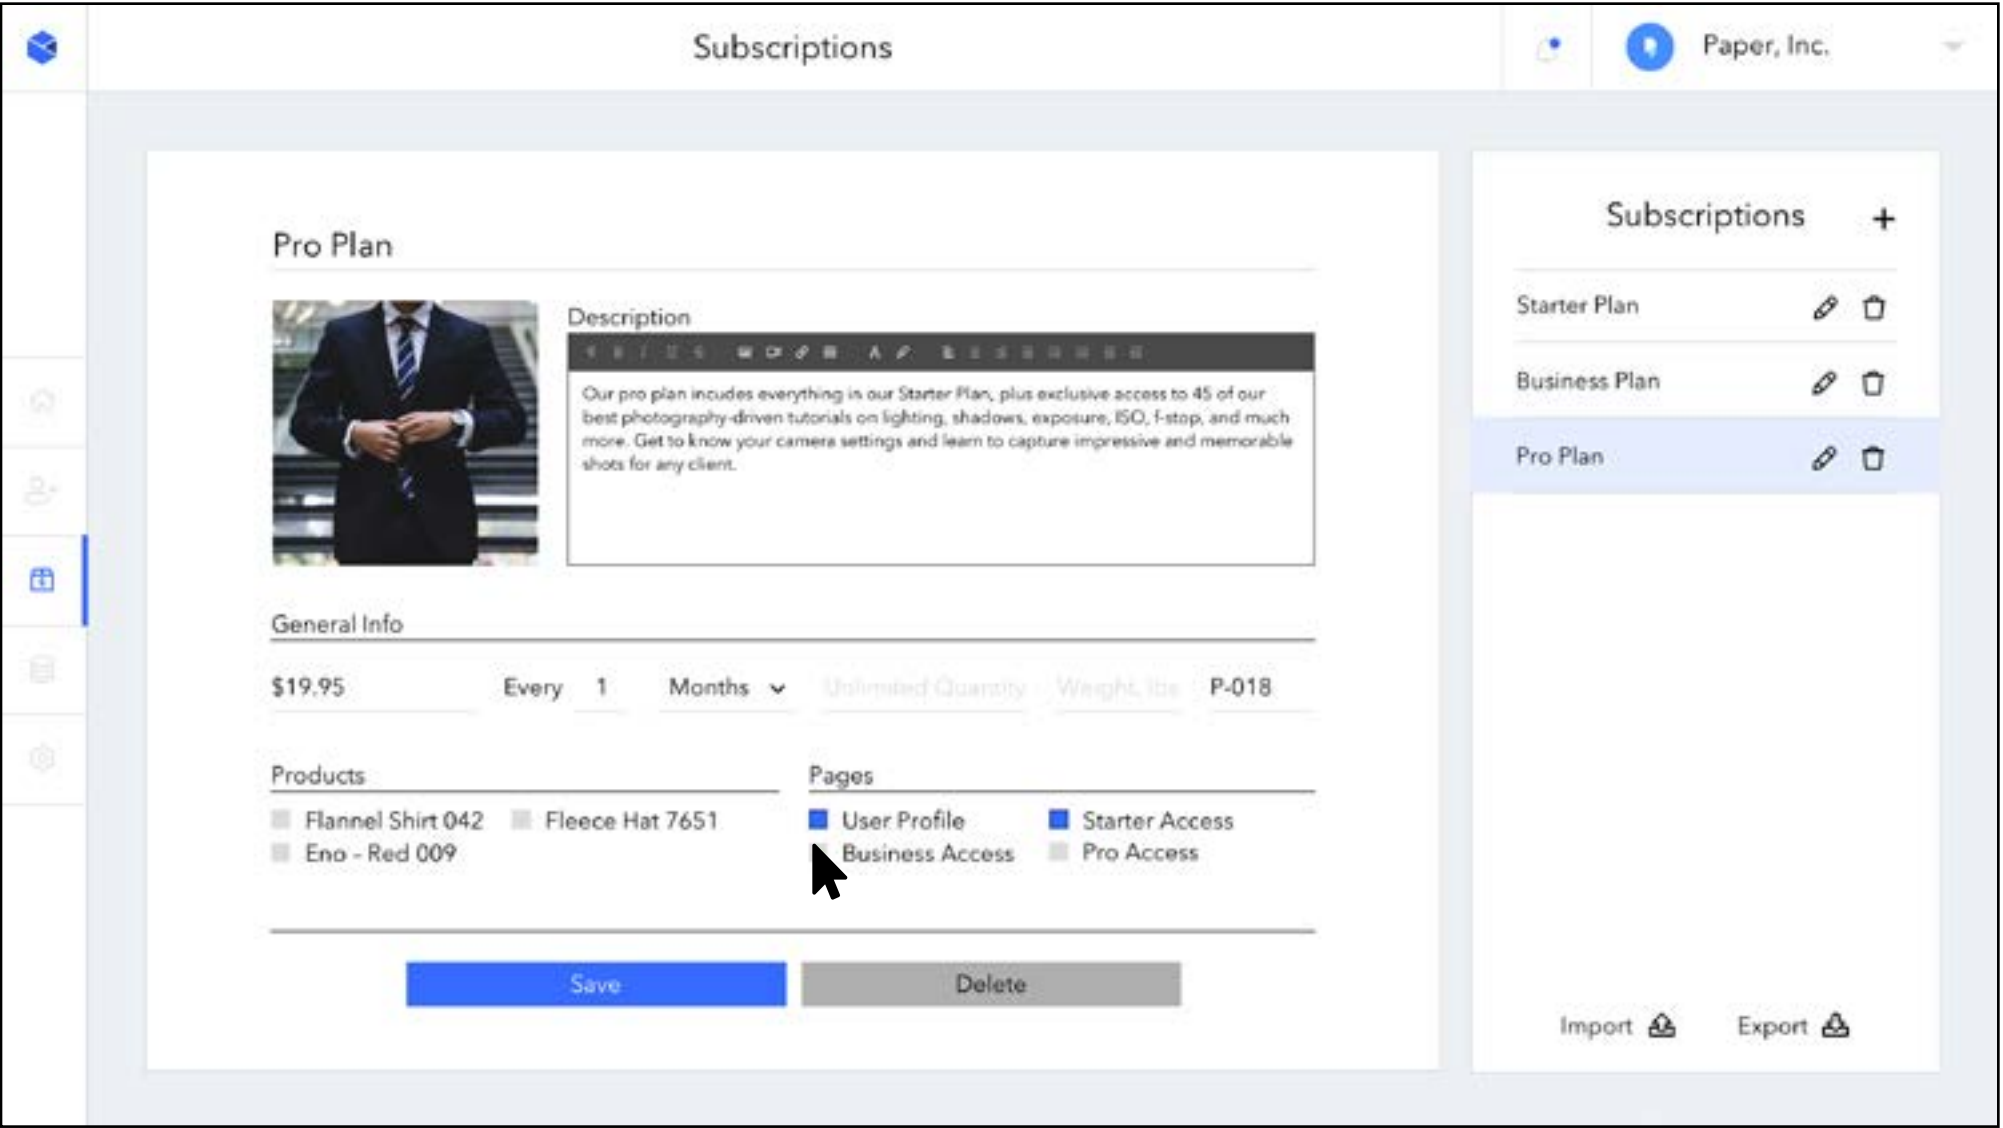 Subscriptions
Paper, Inc.
Pro Plan
Description
Our pro plan incudes everything in our Starter Plan, plus exclusive access to 45 of our
best photography-driven tutorials on lighting, shadows, exposure, ISO, f-stop, and much
more. Get to know your camera settings and learn to capture impressive and memorable
shots for any client.
General Info
$19.95 Every 1 Months Unlimited Quantity Weight, lbs P-018
Products
Flannel Shirt 042 Fleece Hat 7651
Eno - Red 009
Pages
User Profile Starter Access
Business Access Pro Access
Save Delete
Subscriptions +
Starter Plan
Business Plan
Pro Plan
Import Export